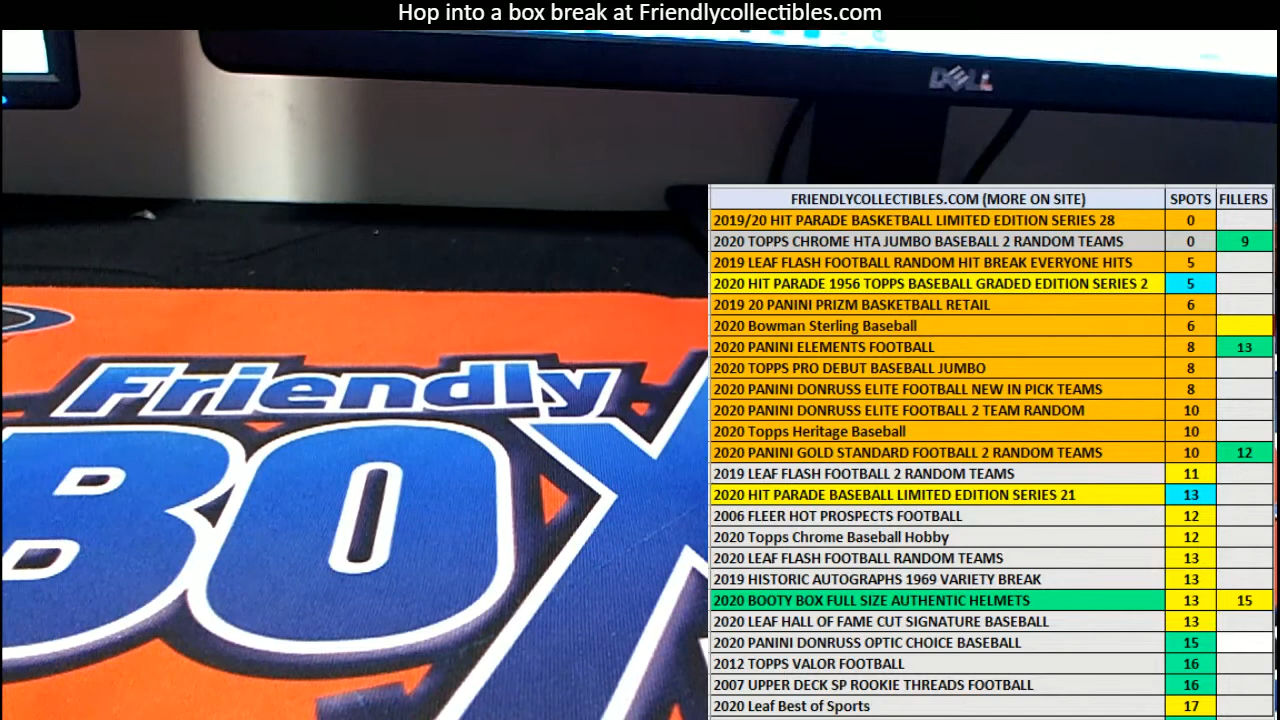 Hop into a box break at Friendlycollectibles.com
DELL
Friendly
BOX
FRIENDLYCOLLECTIBLES.COM (MORE ON SITE) SPOTS FILLERS
2019/20 HIT PARADE BASKETBALL LIMITED EDITION SERIES 28 0
2020 TOPPS CHROME HTA JUMBO BASEBALL 2 RANDOM TEAMS 0 9
2019 LEAF FLASH FOOTBALL RANDOM HIT BREAK EVERYONE HITS 5
2020 HIT PARADE 1956 TOPPS BASEBALL GRADED EDITION SERIES 2 5
2019 20 PANINI PRIZM BASKETBALL RETAIL 6
2020 Bowman Sterling Baseball 6
2020 PANINI ELEMENTS FOOTBALL 8 13
2020 TOPPS PRO DEBUT BASEBALL JUMBO 8
2020 PANINI DONRUSS ELITE FOOTBALL NEW IN PICK TEAMS 8
2020 PANINI DONRUSS ELITE FOOTBALL 2 TEAM RANDOM 10
2020 Topps Heritage Baseball 10
2020 PANINI GOLD STANDARD FOOTBALL 2 RANDOM TEAMS 10 12
2019 LEAF FLASH FOOTBALL 2 RANDOM TEAMS 11
2020 HIT PARADE BASEBALL LIMITED EDITION SERIES 21 13
2006 FLEER HOT PROSPECTS FOOTBALL 12
2020 Topps Chrome Baseball Hobby 12
2020 LEAF FLASH FOOTBALL RANDOM TEAMS 13
2019 HISTORIC AUTOGRAPHS 1969 VARIETY BREAK 13
2020 BOOTY BOX FULL SIZE AUTHENTIC HELMETS 13 15
2020 LEAF HALL OF FAME CUT SIGNATURE BASEBALL 13
2020 PANINI DONRUSS OPTIC CHOICE BASEBALL 15
2012 TOPPS VALOR FOOTBALL 16
2007 UPPER DECK SP ROOKIE THREADS FOOTBALL 16
2020 Leaf Best of Sports 17